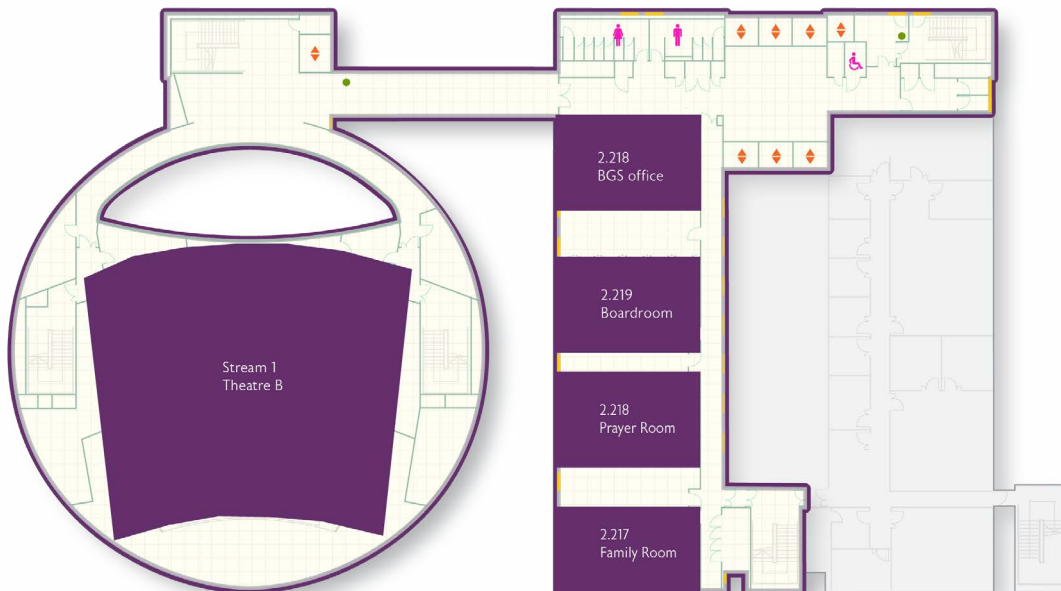 2.218
BGS office
2.219
Boardroom
Stream 1
Theatre B
2.218
Prayer Room
2.217
Family Room